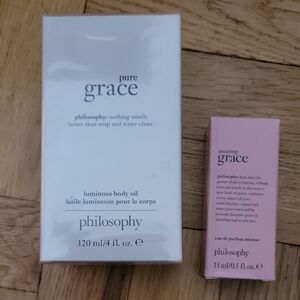 pure
grace
philosophy: nothing smells
better than soap and water clean.
luminous body oil
huile lumineuse pour le corps
philosophy
120 ml/4 fl. oz. ℮
amazing
grace
philosophy:
eau de parfum intense
philosophy
15 ml/0.5 fl. oz. ℮